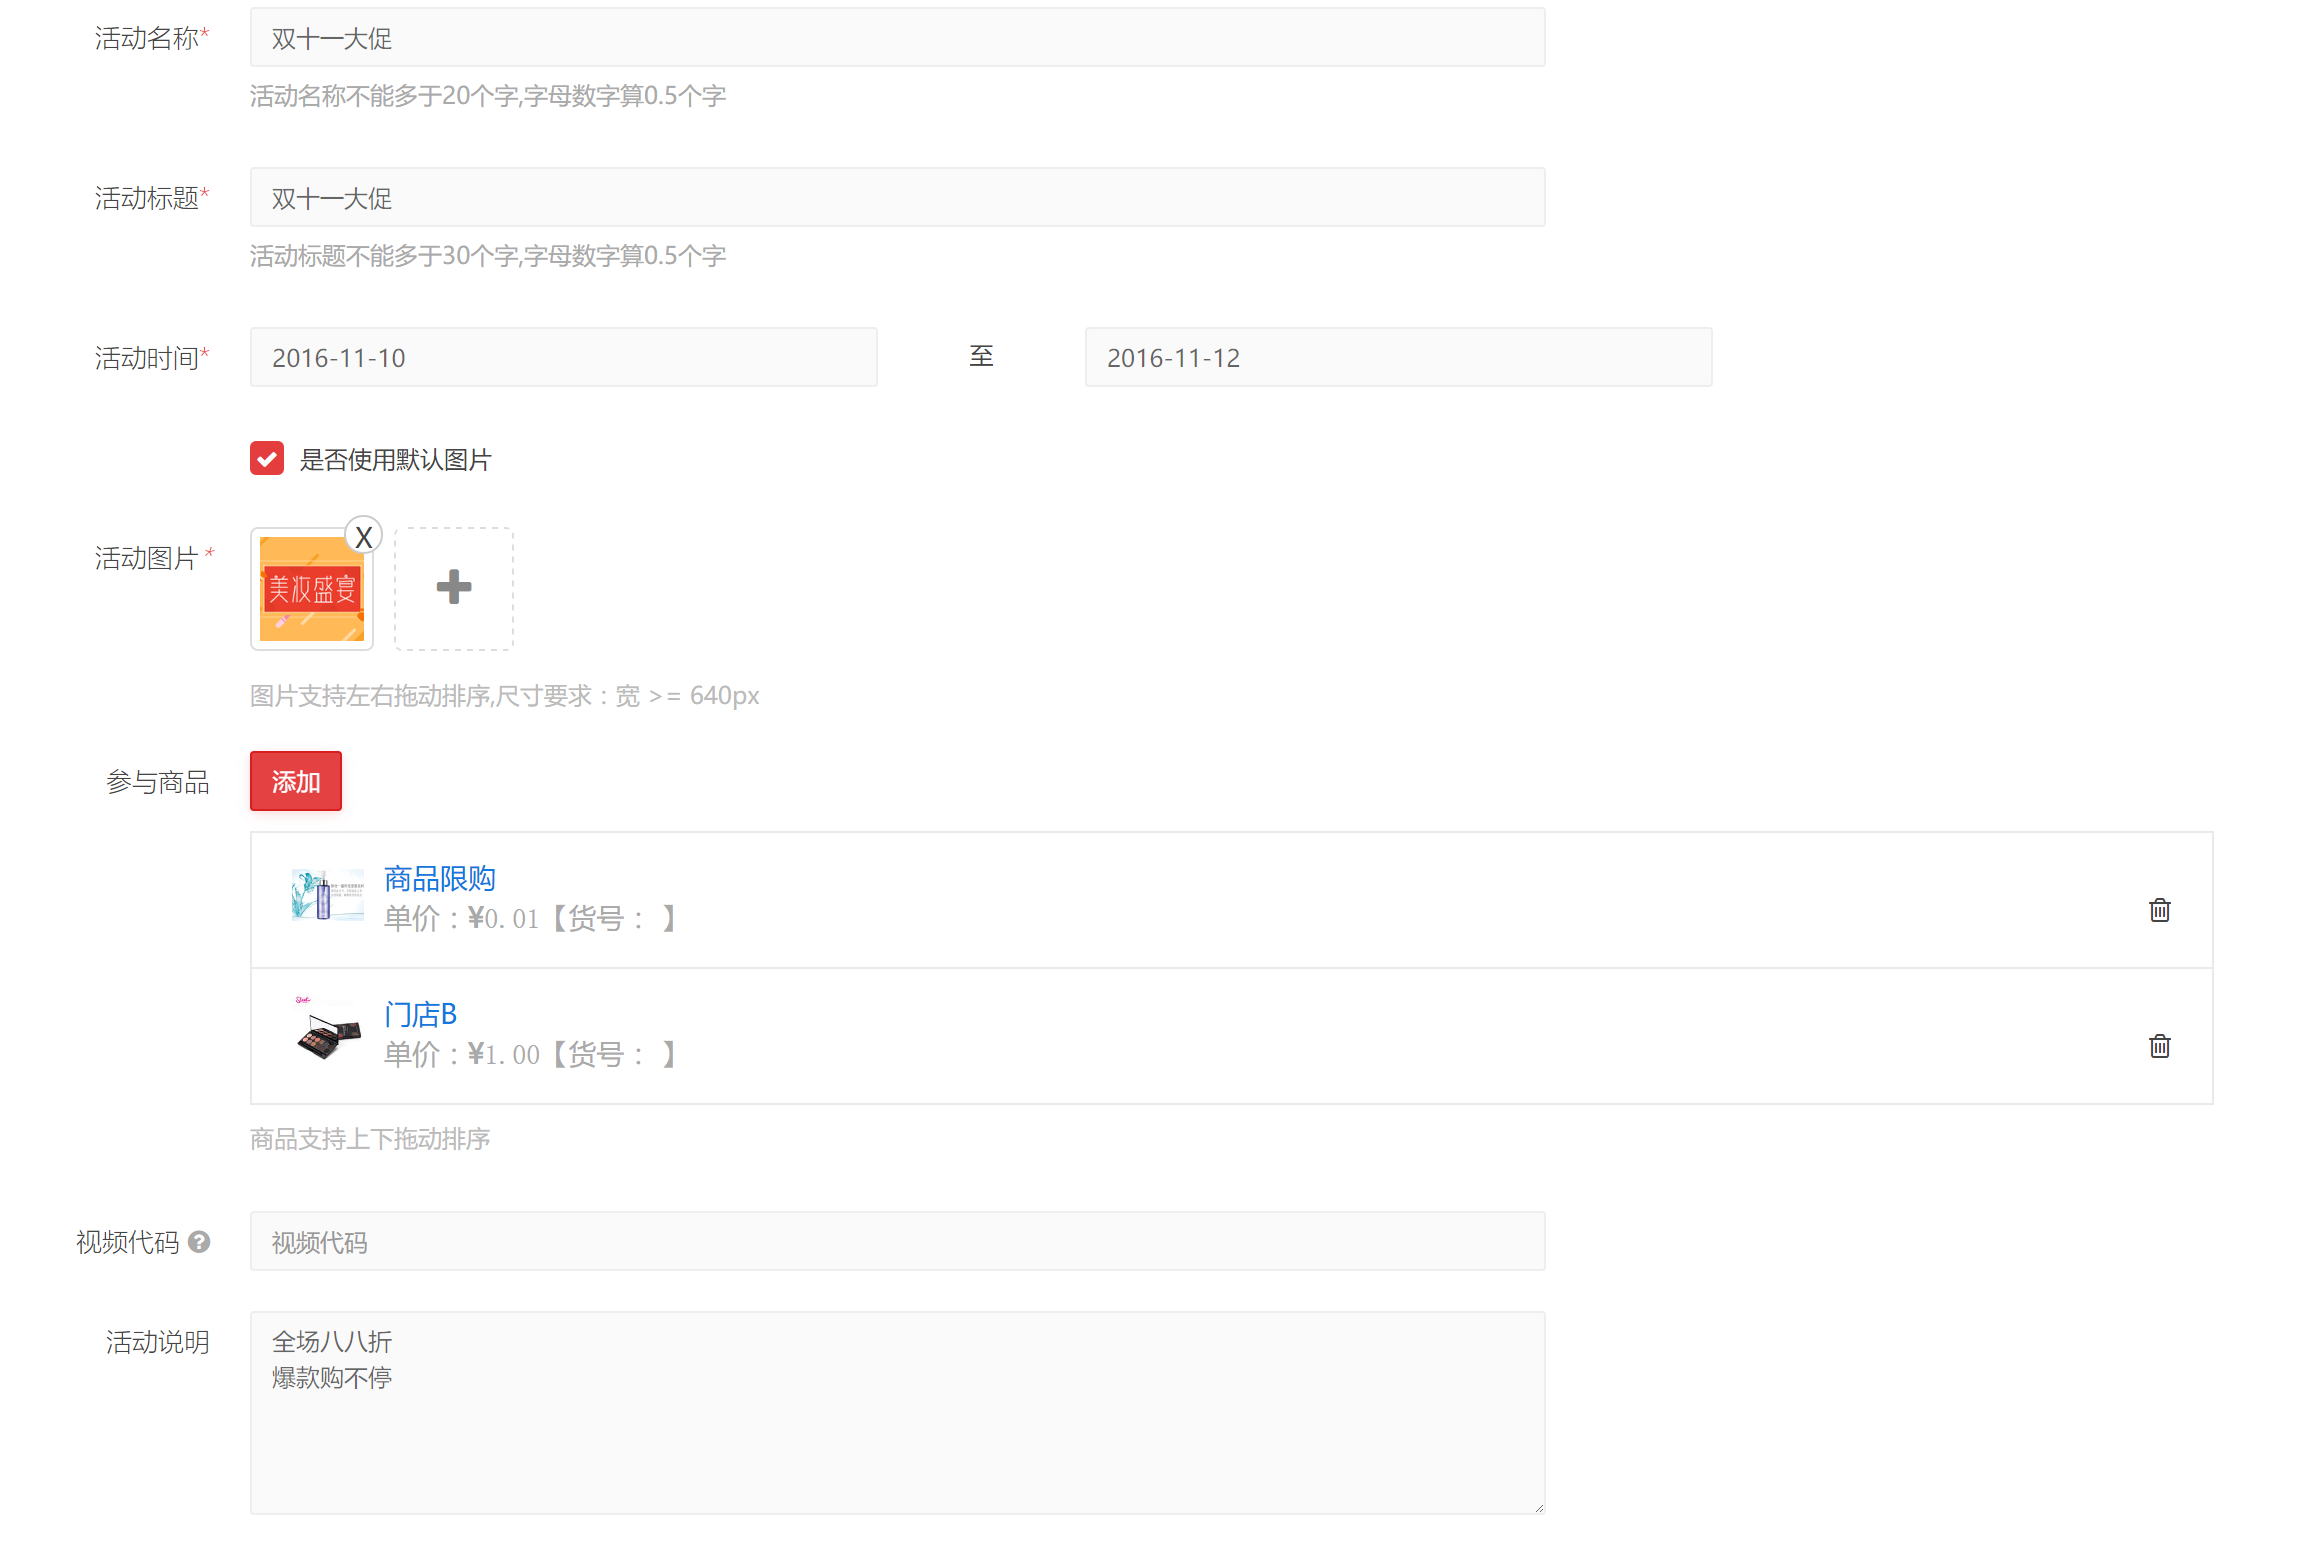 活动名称*
双十一大促
活动名称不能多于20个字,字母数字算0.5个字
活动标题*
双十一大促
活动标题不能多于30个字,字母数字算0.5个字
活动时间*
2016-11-10
至
2016-11-12
是否使用默认图片
活动图片*
X
美妆盛宴
图片支持左右拖动排序,尺寸要求：宽 >= 640px
参与商品
添加
商品限购
单价：¥0.01【货号： 】
门店B
单价：¥1.00【货号： 】
商品支持上下拖动排序
视频代码
视频代码
活动说明
全场八八折
爆款购不停